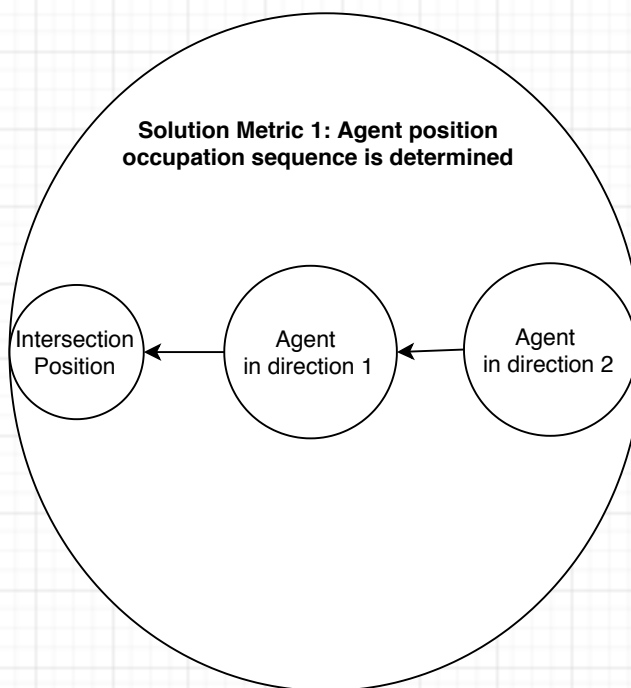 Solution Metric 1: Agent position
occupation sequence is determined
Intersection
Position
Agent
in direction 1
Agent
in direction 2